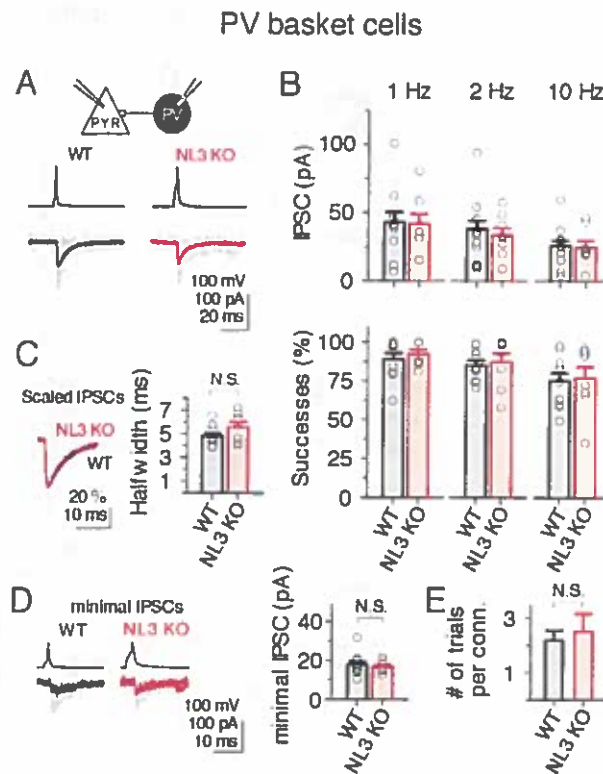 PV basket cells
A
PYR
PV
WT
NL3 KO
100 mV
100 pA
20 ms
B
1 Hz
2 Hz
10 Hz
IPSC (pA)
100
50
0
Successes (%)
100
75
50
25
0
WT
NL3 KO
WT
NL3 KO
WT
NL3 KO
C
Scaled IPSCs
NL3 KO
WT
20 %
10 ms
Halfwidth (ms)
N.S.
7
5
3
1
WT
NL3 KO
D
minimal IPSCs
WT
NL3 KO
100 mV
100 pA
10 ms
minimal IPSC (pA)
40
20
0
N.S.
WT
NL3 KO
E
# of trials
per conn.
N.S.
3
1
WT
NL3 KO